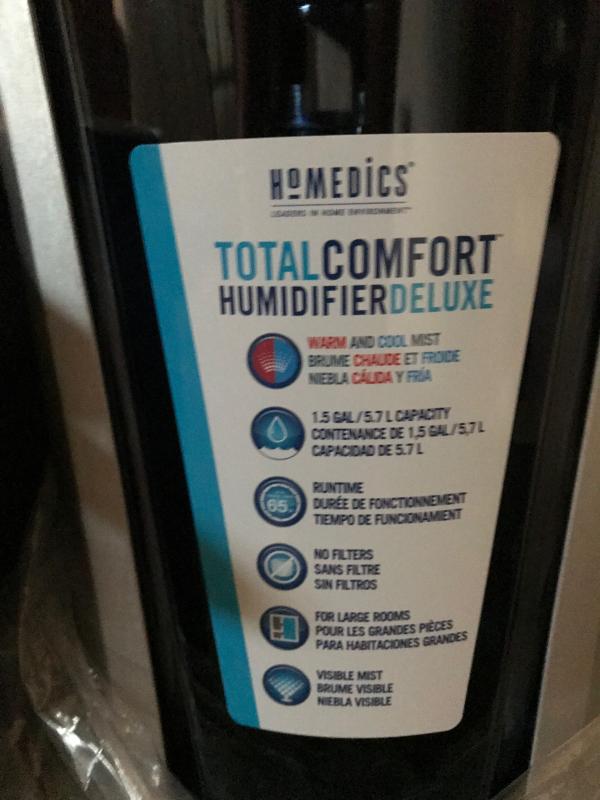 HoMEDiCS
LEADERS IN HOME ENVIRONMENT™
TOTALCOMFORT™
HUMIDIFIERDELUXE
WARM AND COOL MIST
BRUME CHAUDE ET FROIDE
NIEBLA CÁLIDA Y FRÍA
1.5 GAL/5.7 L CAPACITY
CONTENANCE DE 1,5 GAL/5,7 L
CAPACIDAD DE 5.7 L
65
RUNTIME
DURÉE DE FONCTIONNEMENT
TIEMPO DE FUNCIONAMIENT
NO FILTERS
SANS FILTRE
SIN FILTROS
FOR LARGE ROOMS
POUR LES GRANDES PIÈCES
PARA HABITACIONES GRANDES
VISIBLE MIST
BRUME VISIBLE
NIEBLA VISIBLE